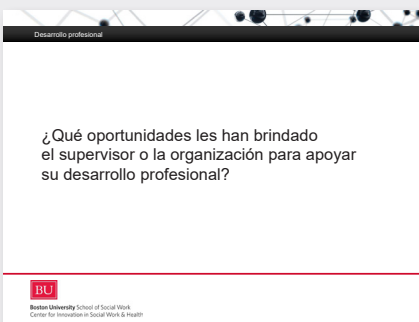 Desarrollo profesional
¿Qué oportunidades les han brindado
el supervisor o la organización para apoyar
su desarrollo profesional?
BU
Boston University School of Social Work
Center for Innovation in Social Work & Health